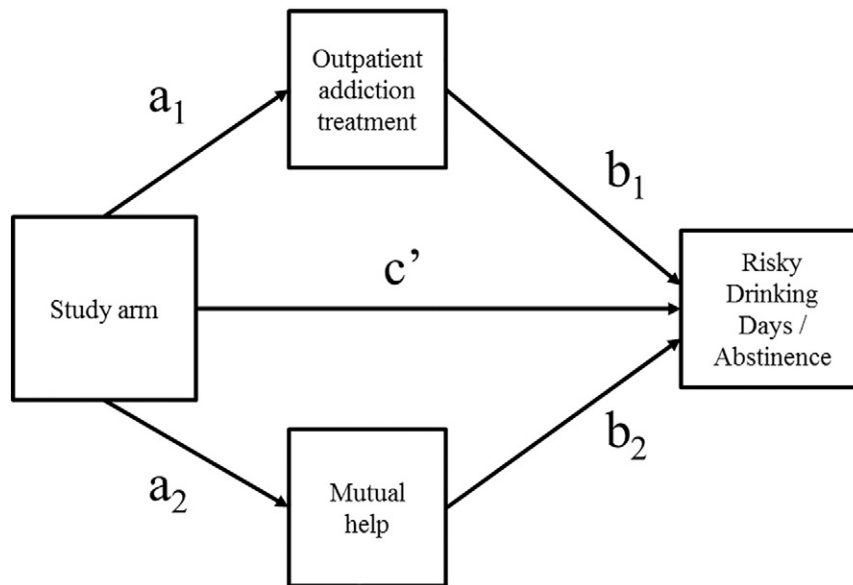 Outpatient
addiction
treatment
a1
b1
Study arm
c’
Risky
Drinking
Days /
Abstinence
a2
b2
Mutual
help